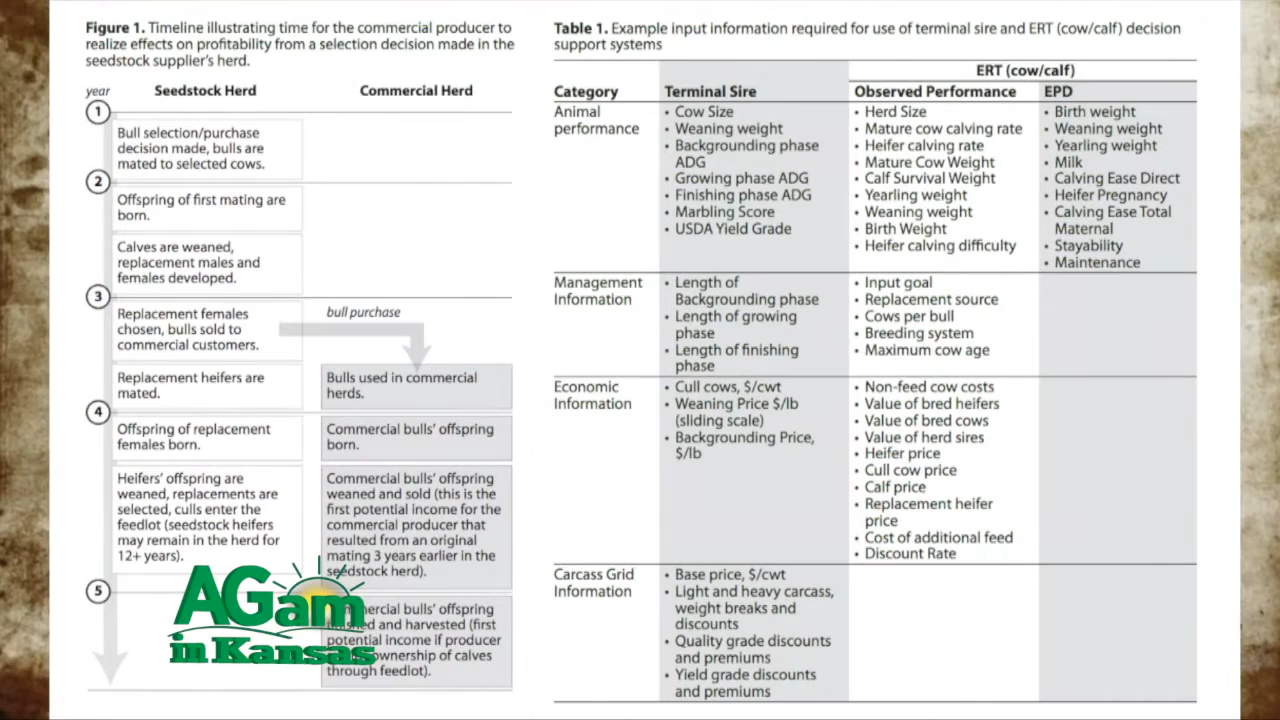 Figure 1. Timeline illustrating time for the commercial producer to
realize effects on profitability from a selection decision made in the
seedstock supplier's herd.
year
Seedstock Herd
Commercial Herd
1
Bull selection/purchase
decision made, bulls are
mated to selected cows.
2
Offspring of first mating are
born.
Calves are weaned,
replacement males and
females developed.
3
Replacement females
chosen, bulls sold to
commercial customers.
bull purchase
Replacement heifers are
mated.
Bulls used in commercial
herds.
4
Offspring of replacement
females born.
Commercial bulls' offspring
born.
Heifers' offspring are
weaned, replacements are
selected, culls enter the
feedlot (seedstock heifers
may remain in the herd for
12+ years).
Commercial bulls' offspring
weaned and sold (this is the
first potential income for the
commercial producer that
resulted from an original
mating 3 years earlier in the
seedstock herd).
5
bulls' offspring
and harvested (first
potential income if producer
ownership of calves
through feedlot).
AGam
in Kansas
Table 1. Example input information required for use of terminal sire and ERT (cow/calf) decision
support systems
ERT (cow/calf)
Category
Terminal Sire
Observed Performance
EPD
Animal
performance
• Cow Size
• Weaning weight
• Backgrounding phase
ADG
• Growing phase ADG
• Finishing phase ADG
• Marbling Score
• USDA Yield Grade
• Herd Size
• Mature cow calving rate
• Heifer calving rate
• Mature Cow Weight
• Calf Survival Weight
• Yearling weight
• Weaning weight
• Birth Weight
• Heifer calving difficulty
• Birth weight
• Weaning weight
• Yearling weight
• Milk
• Calving Ease Direct
• Heifer Pregnancy
• Calving Ease Total
Maternal
• Stayability
• Maintenance
Management
Information
• Length of
Backgrounding phase
• Length of growing
phase
• Length of finishing
phase
• Input goal
• Replacement source
• Cows per bull
• Breeding system
• Maximum cow age
Economic
Information
• Cull cows, $/cwt
• Weaning Price $/lb
(sliding scale)
• Backgrounding Price,
$/lb
• Non-feed cow costs
• Value of bred heifers
• Value of bred cows
• Value of herd sires
• Heifer price
• Cull cow price
• Calf price
• Replacement heifer
price
• Cost of additional feed
• Discount Rate
Carcass Grid
Information
• Base price, $/cwt
• Light and heavy carcass,
weight breaks and
discounts
• Quality grade discounts
and premiums
• Yield grade discounts
and premiums